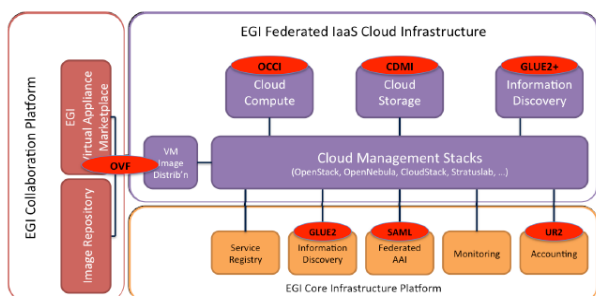 EGI Federated IaaS Cloud Infrastructure
EGI Collaboration Platform
EGI
Virtual Appliance
Marketplace
Image Repository
OVF
VM
Image
Distrib'n
OCCI
Cloud
Compute
CDMI
Cloud
Storage
GLUE2+
Information
Discovery
Cloud Management Stacks
(OpenStack, OpenNebula, CloudStack, Stratuslab, ...)
Service
Registry
GLUE2
Information
Discovery
SAML
Federated
AAI
Monitoring
UR2
Accounting
EGI Core Infrastructure Platform